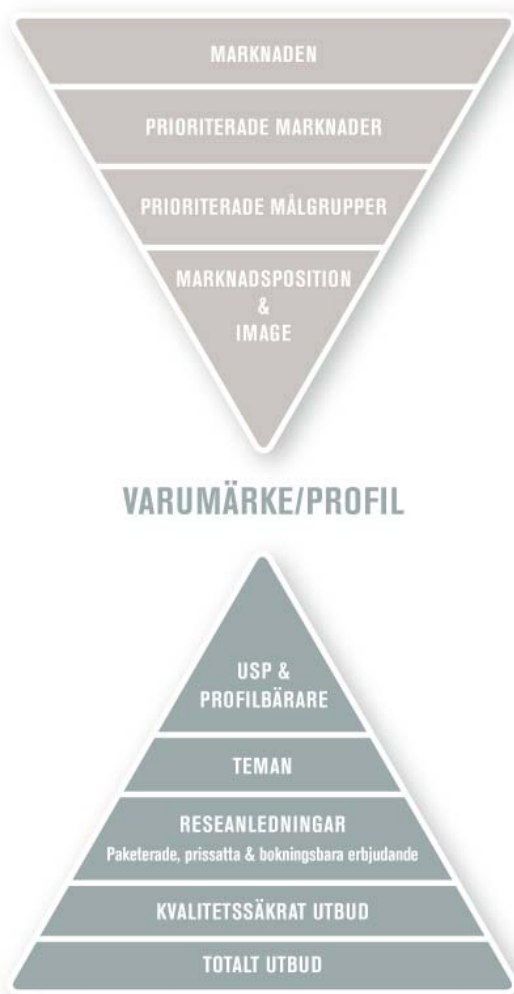 MARKNADEN
PRIORITERADE MARKNADER
PRIORITERADE MÅLGRUPPER
MARKNADSPOSITION
&
IMAGE
VARUMÄRKE/PROFIL
USP &
PROFILBÄRARE
TEMAN
RESEANLEDNINGAR
Paketerade, prissatta & bokningsbara erbjudande
KVALITETSSÄKRAT UTBUD
TOTALT UTBUD